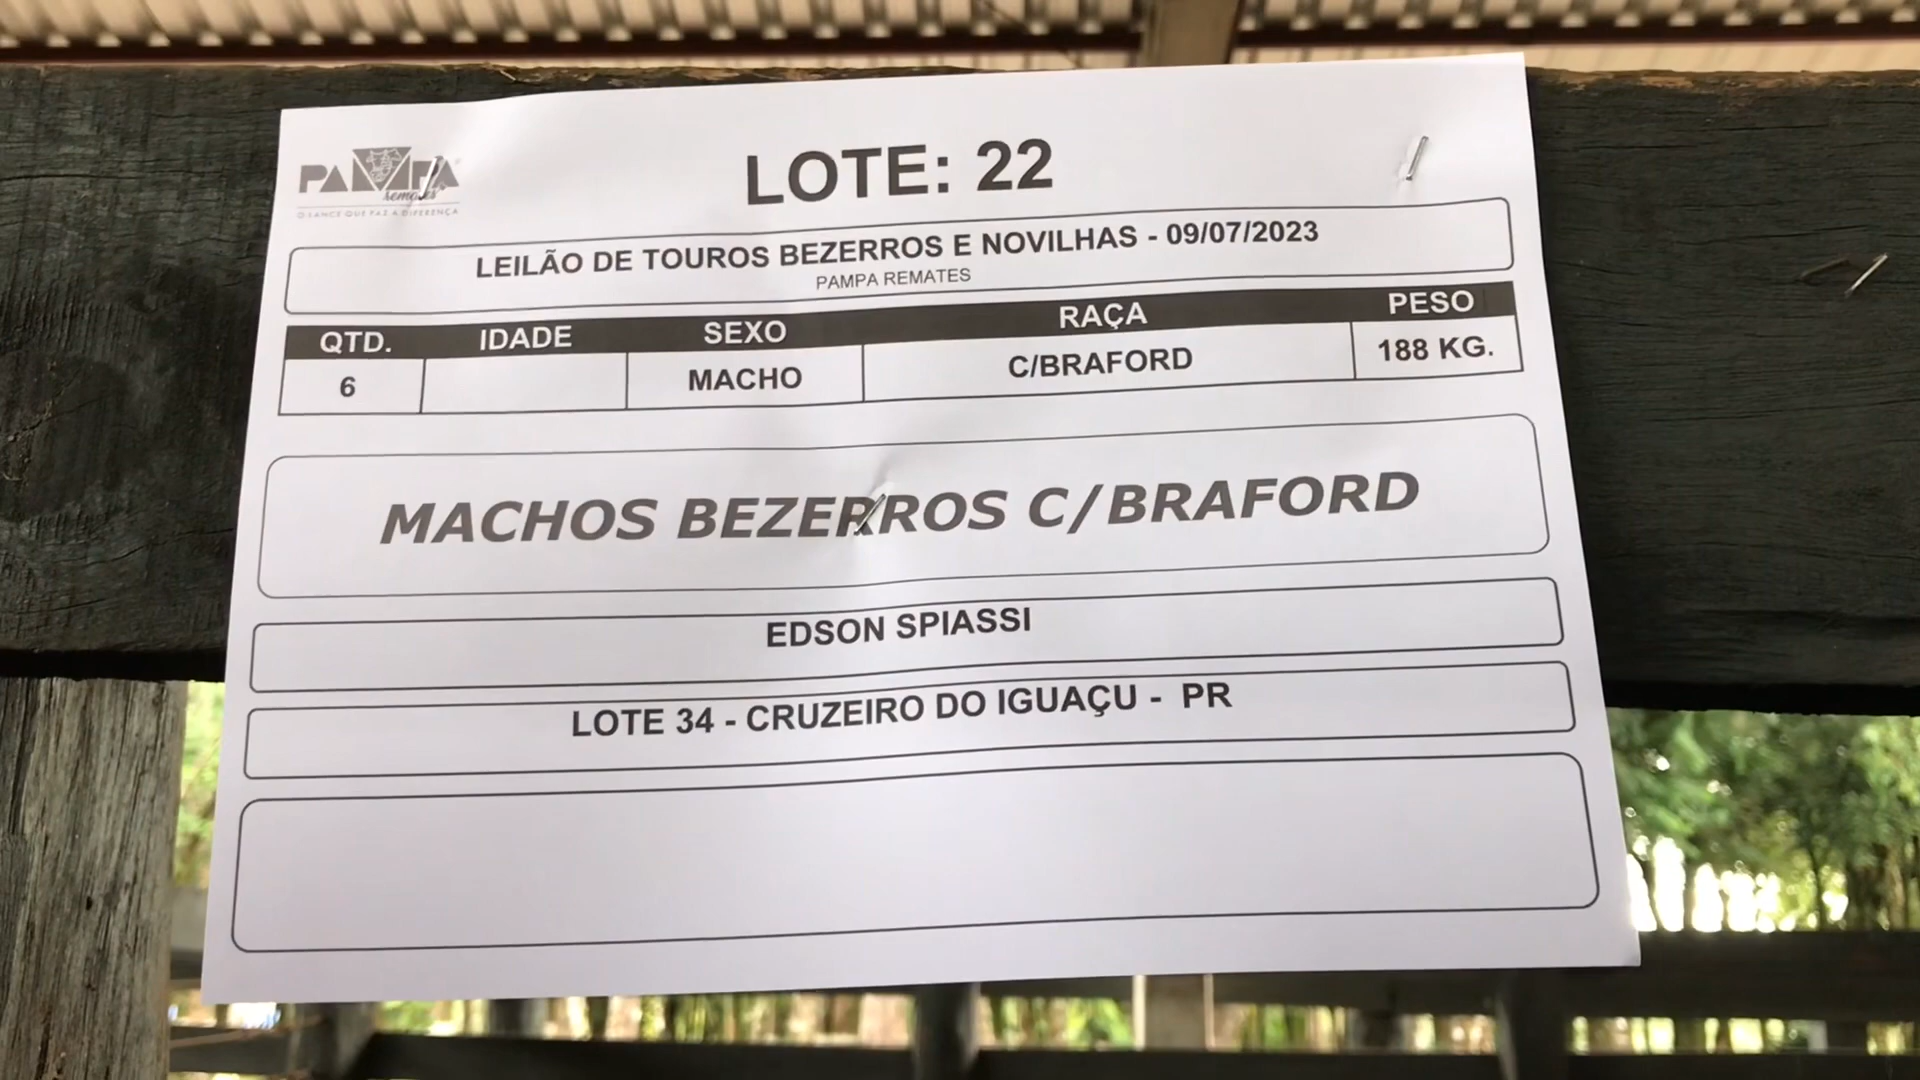 PAMPA
remates
O LANCE QUE FAZ A DIFERENÇA
LOTE: 22
LEILÃO DE TOUROS BEZERROS E NOVILHAS - 09/07/2023
PAMPA REMATES
QTD. IDADE SEXO RAÇA PESO
6 MACHO C/BRAFORD 188 KG.
MACHOS BEZERROS C/BRAFORD
EDSON SPIASSI
LOTE 34 - CRUZEIRO DO IGUAÇU - PR